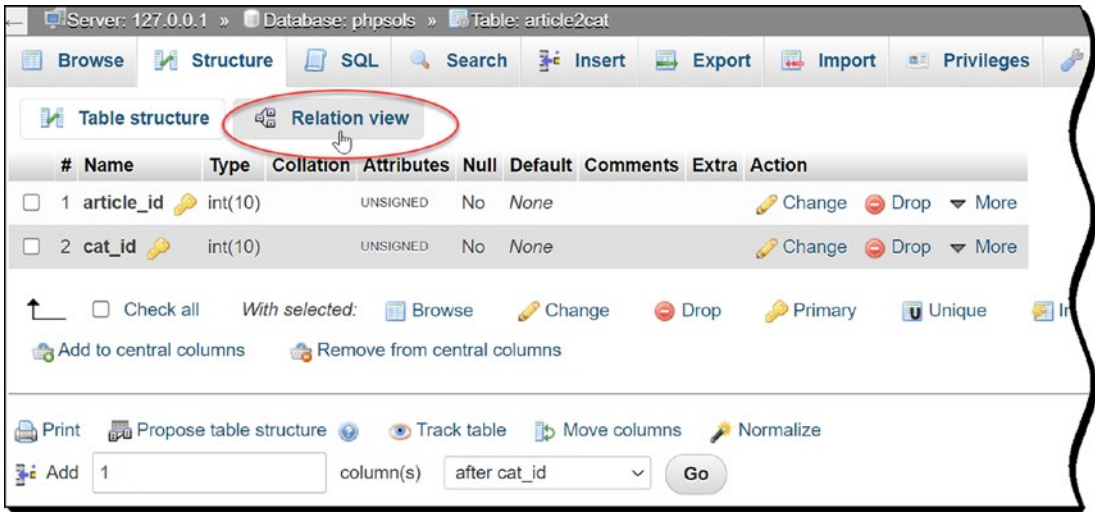 Server: 127.0.0.1 » Database: phpsols » Table: article2cat
Browse Structure SQL Search Insert Export Import Privileges
Table structure Relation view
# Name Type Collation Attributes Null Default Comments Extra Action
1 article_id int(10) UNSIGNED No None Change Drop More
2 cat_id int(10) UNSIGNED No None Change Drop More
Check all With selected: Browse Change Drop Primary U Unique
Add to central columns Remove from central columns
Print Propose table structure Track table Move columns Normalize
Add 1 column(s) after cat_id Go